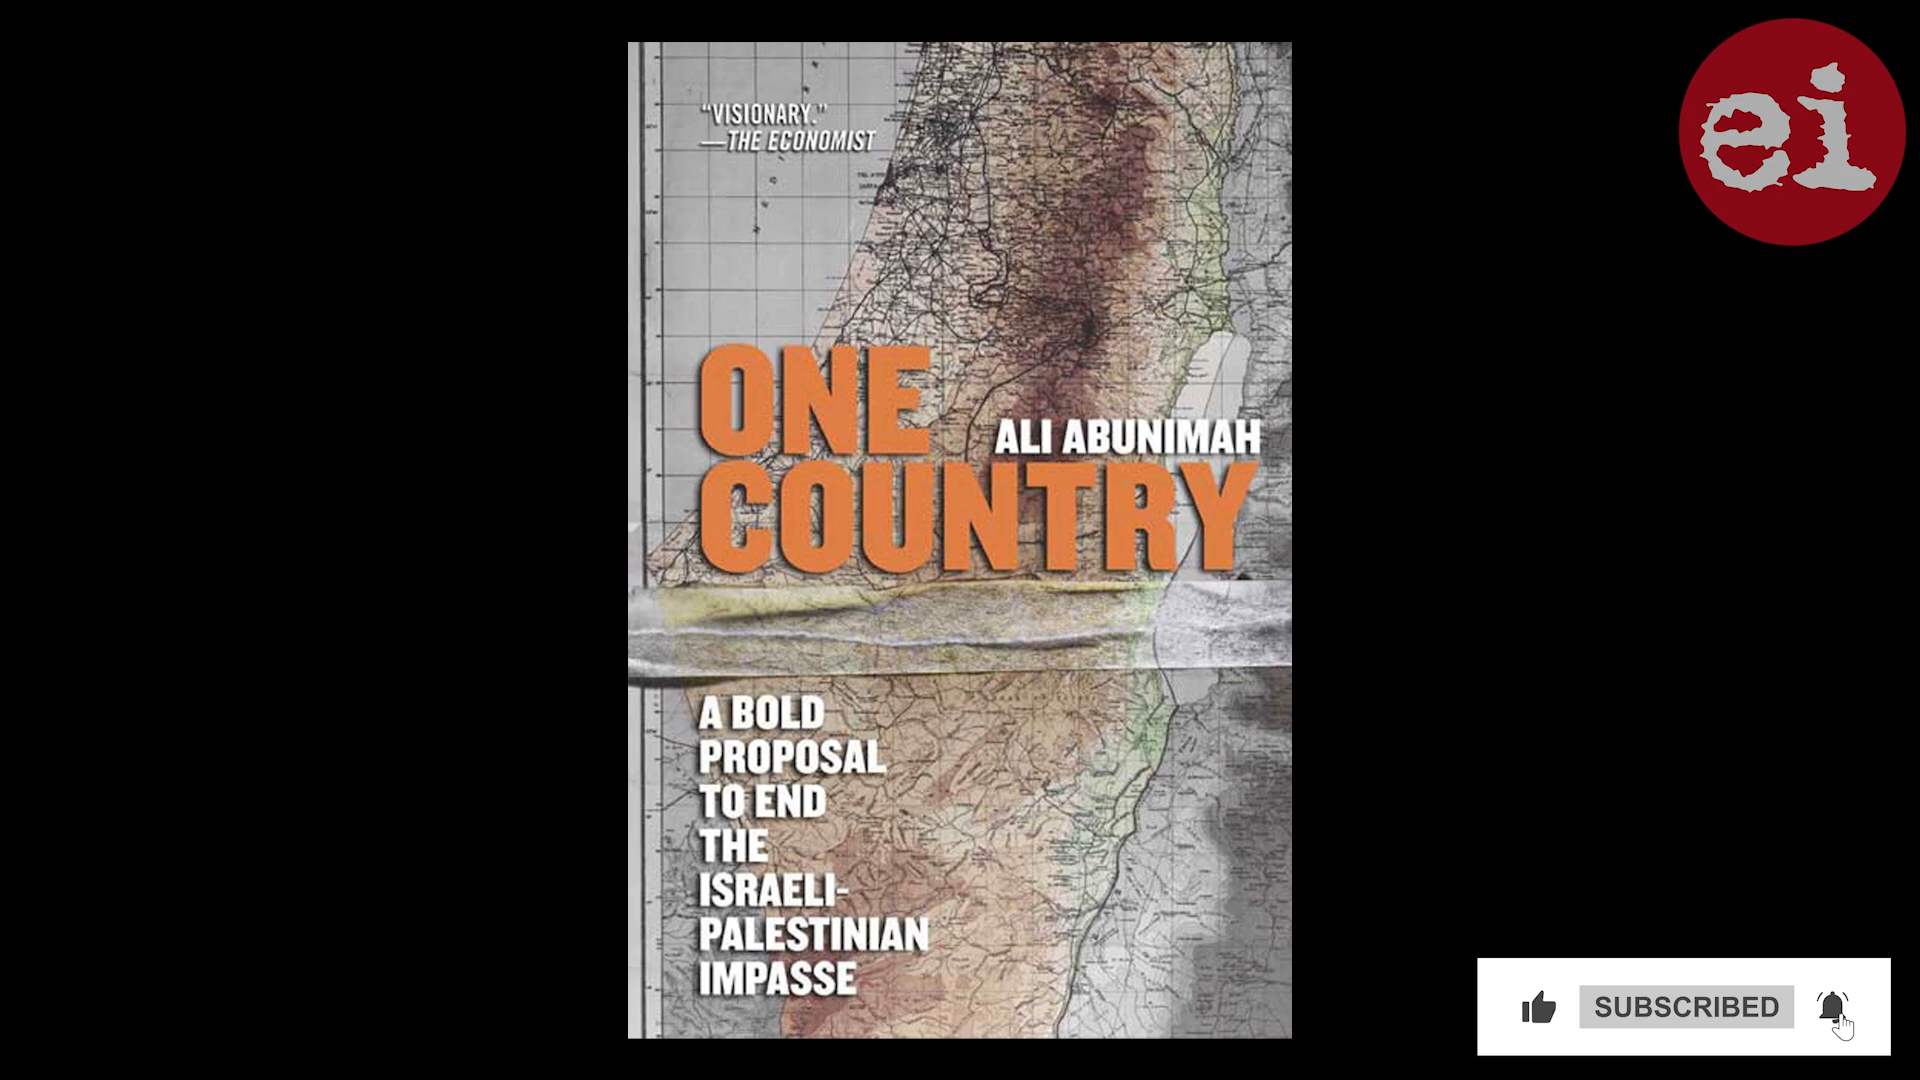 “VISIONARY.”
—THE ECONOMIST
ONE
ALI ABUNIMAH
COUNTRY
A BOLD
PROPOSAL
TO END
THE
ISRAELI-
PALESTINIAN
IMPASSE
ei
SUBSCRIBED